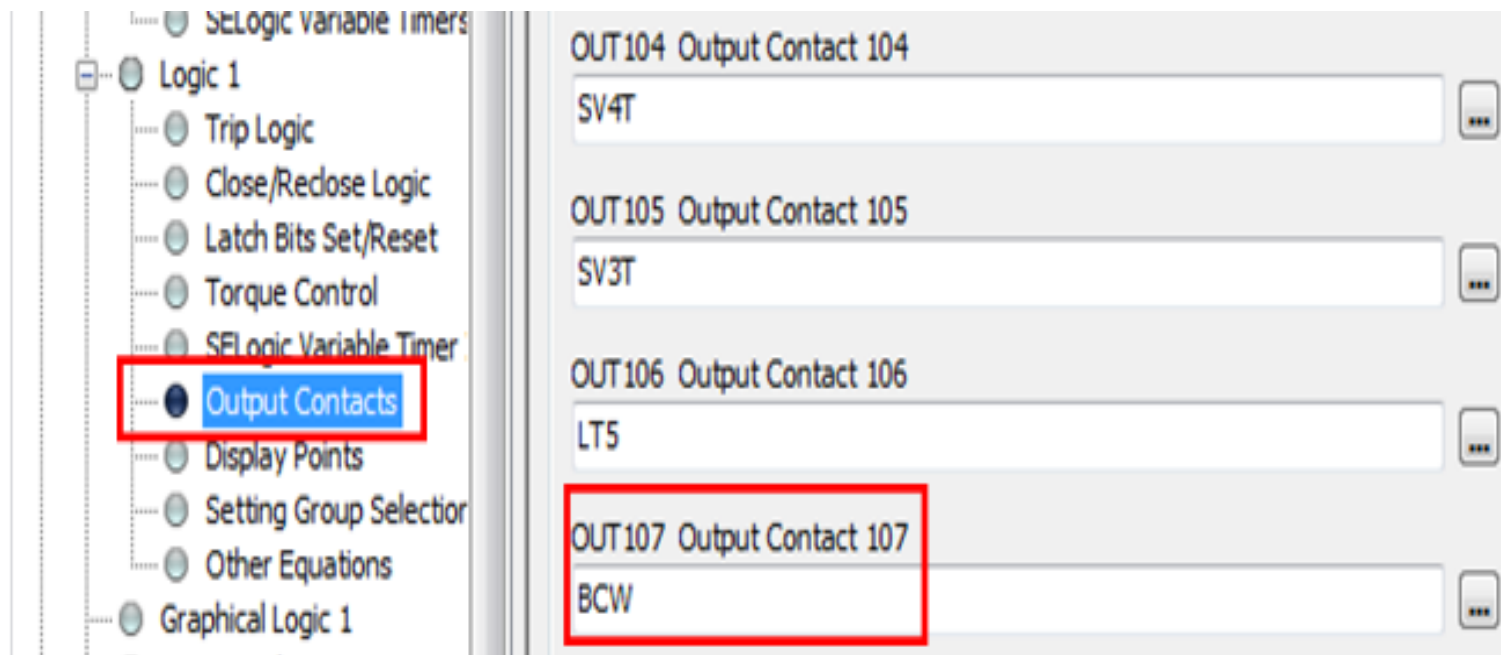 SELogic Variable Timers
Logic 1
Trip Logic
Close/Reclose Logic
Latch Bits Set/Reset
Torque Control
SELogic Variable Timer
Output Contacts
Display Points
Setting Group Selection
Other Equations
Graphical Logic 1
OUT104 Output Contact 104
SV4T
...
OUT105 Output Contact 105
SV3T
...
OUT106 Output Contact 106
LT5
...
OUT107 Output Contact 107
BCW
...